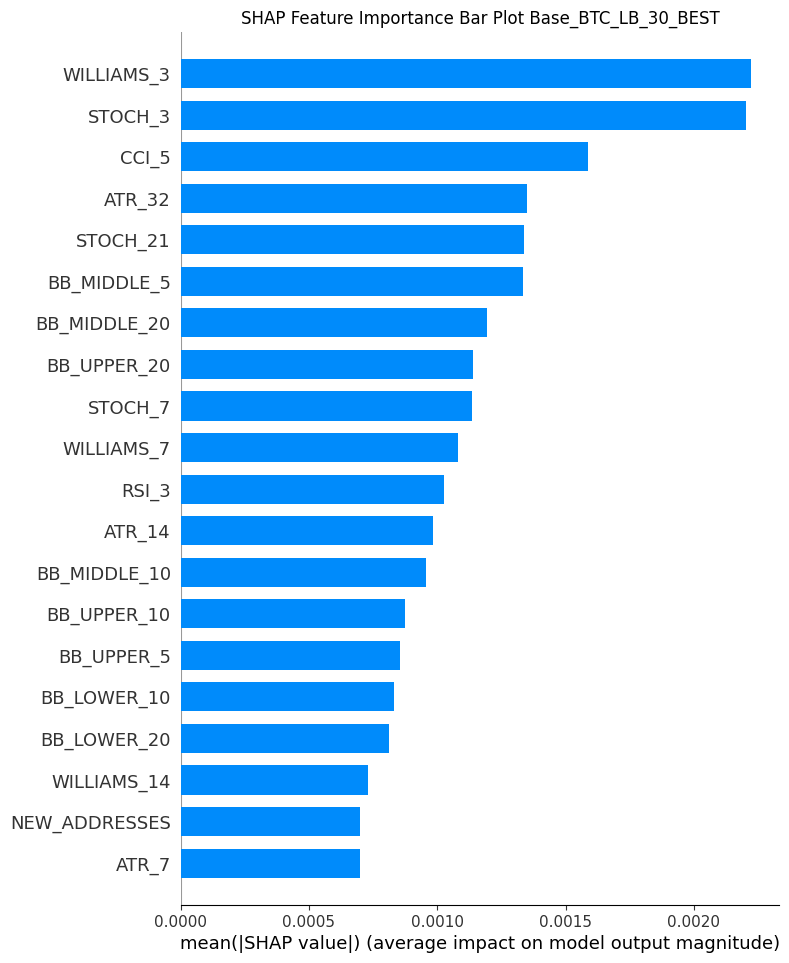 SHAP Feature Importance Bar Plot Base_BTC_LB_30_BEST
WILLIAMS_3
STOCH_3
CCI_5
ATR_32
STOCH_21
BB_MIDDLE_5
BB_MIDDLE_20
BB_UPPER_20
STOCH_7
WILLIAMS_7
RSI_3
ATR_14
BB_MIDDLE_10
BB_UPPER_10
BB_UPPER_5
BB_LOWER_10
BB_LOWER_20
WILLIAMS_14
NEW_ADDRESSES
ATR_7
0.0000 0.0005 0.0010 0.0015 0.0020
mean(|SHAP value|) (average impact on model output magnitude)